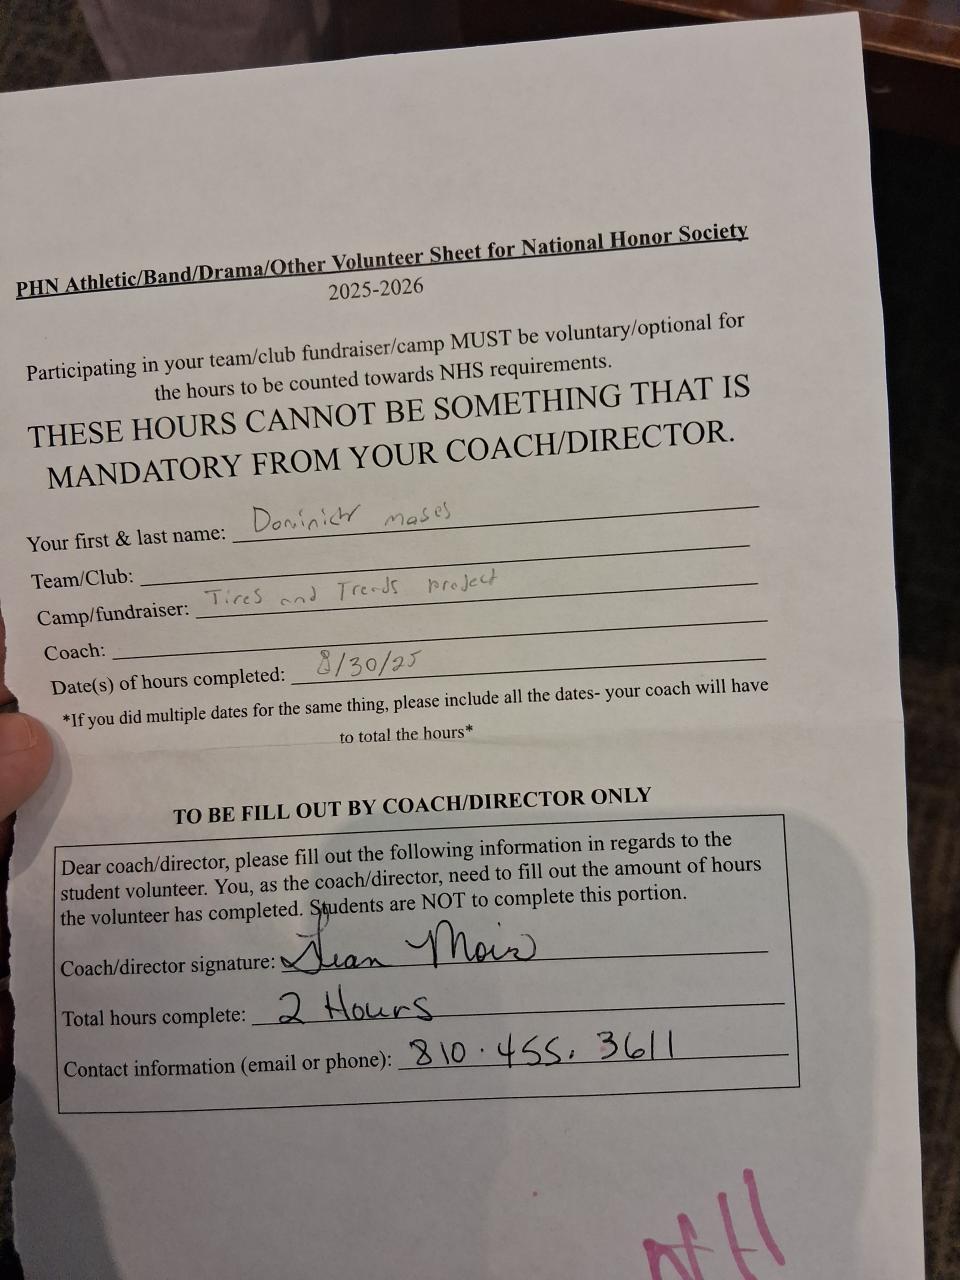 PHN Athletic/Band/Drama/Other Volunteer Sheet for National Honor Society
2025-2026
Participating in your team/club fundraiser/camp MUST be voluntary/optional for
the hours to be counted towards NHS requirements.
THESE HOURS CANNOT BE SOMETHING THAT IS
MANDATORY FROM YOUR COACH/DIRECTOR.
Your first & last name: Dominick mases
Team/Club:
Camp/fundraiser: Tires and Treads project
Coach:
Date(s) of hours completed: 8/30/25
*If you did multiple dates for the same thing, please include all the dates- your coach will have
to total the hours*
TO BE FILL OUT BY COACH/DIRECTOR ONLY
Dear coach/director, please fill out the following information in regards to the
student volunteer. You, as the coach/director, need to fill out the amount of hours
the volunteer has completed. Students are NOT to complete this portion.
Coach/director signature:
Total hours complete: 2 Hours
Contact information (email or phone): 810.455.3611